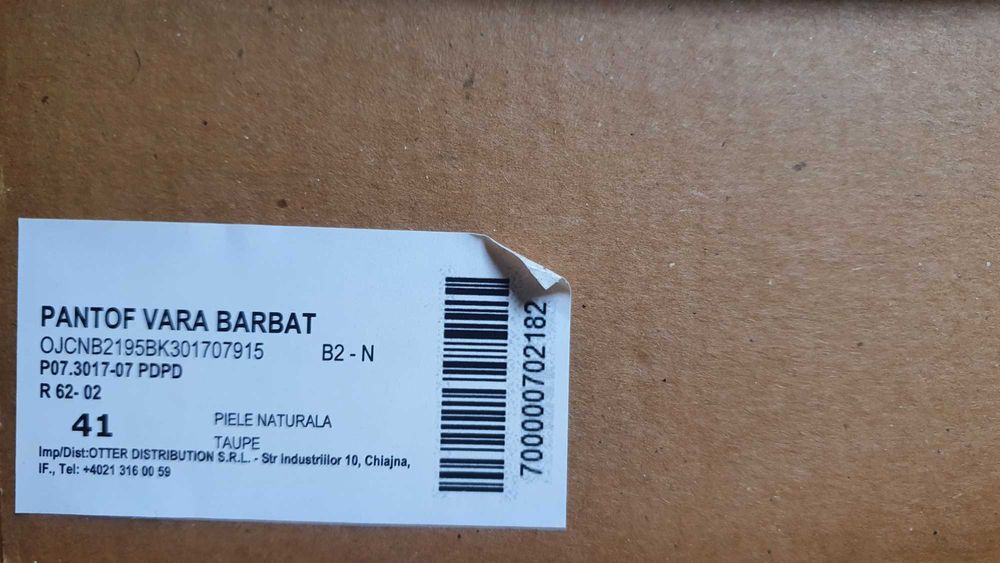 PANTOF VARA BARBAT
OJCNB2195BK301707915 B2 - N
P07.3017-07 PDPD
R 62- 02
41 PIELE NATURALA
TAUPE
Imp/Dist:OTTER DISTRIBUTION S.R.L. - Str Industriilor 10, Chiajna,
IF., Tel: +4021 316 00 59
7000000702182